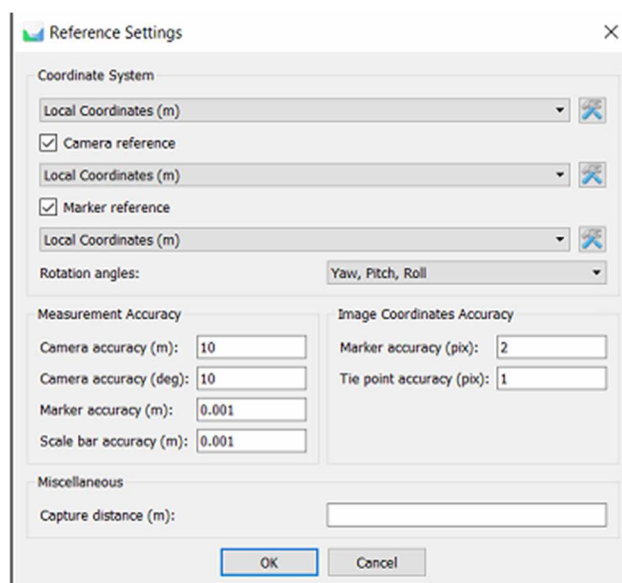 Reference Settings
Coordinate System
Local Coordinates (m)
Camera reference
Local Coordinates (m)
Marker reference
Local Coordinates (m)
Rotation angles: Yaw, Pitch, Roll
Measurement Accuracy
Camera accuracy (m): 10
Camera accuracy (deg): 10
Marker accuracy (m): 0.001
Scale bar accuracy (m): 0.001
Image Coordinates Accuracy
Marker accuracy (pix): 2
Tie point accuracy (pix): 1
Miscellaneous
Capture distance (m):
OK Cancel